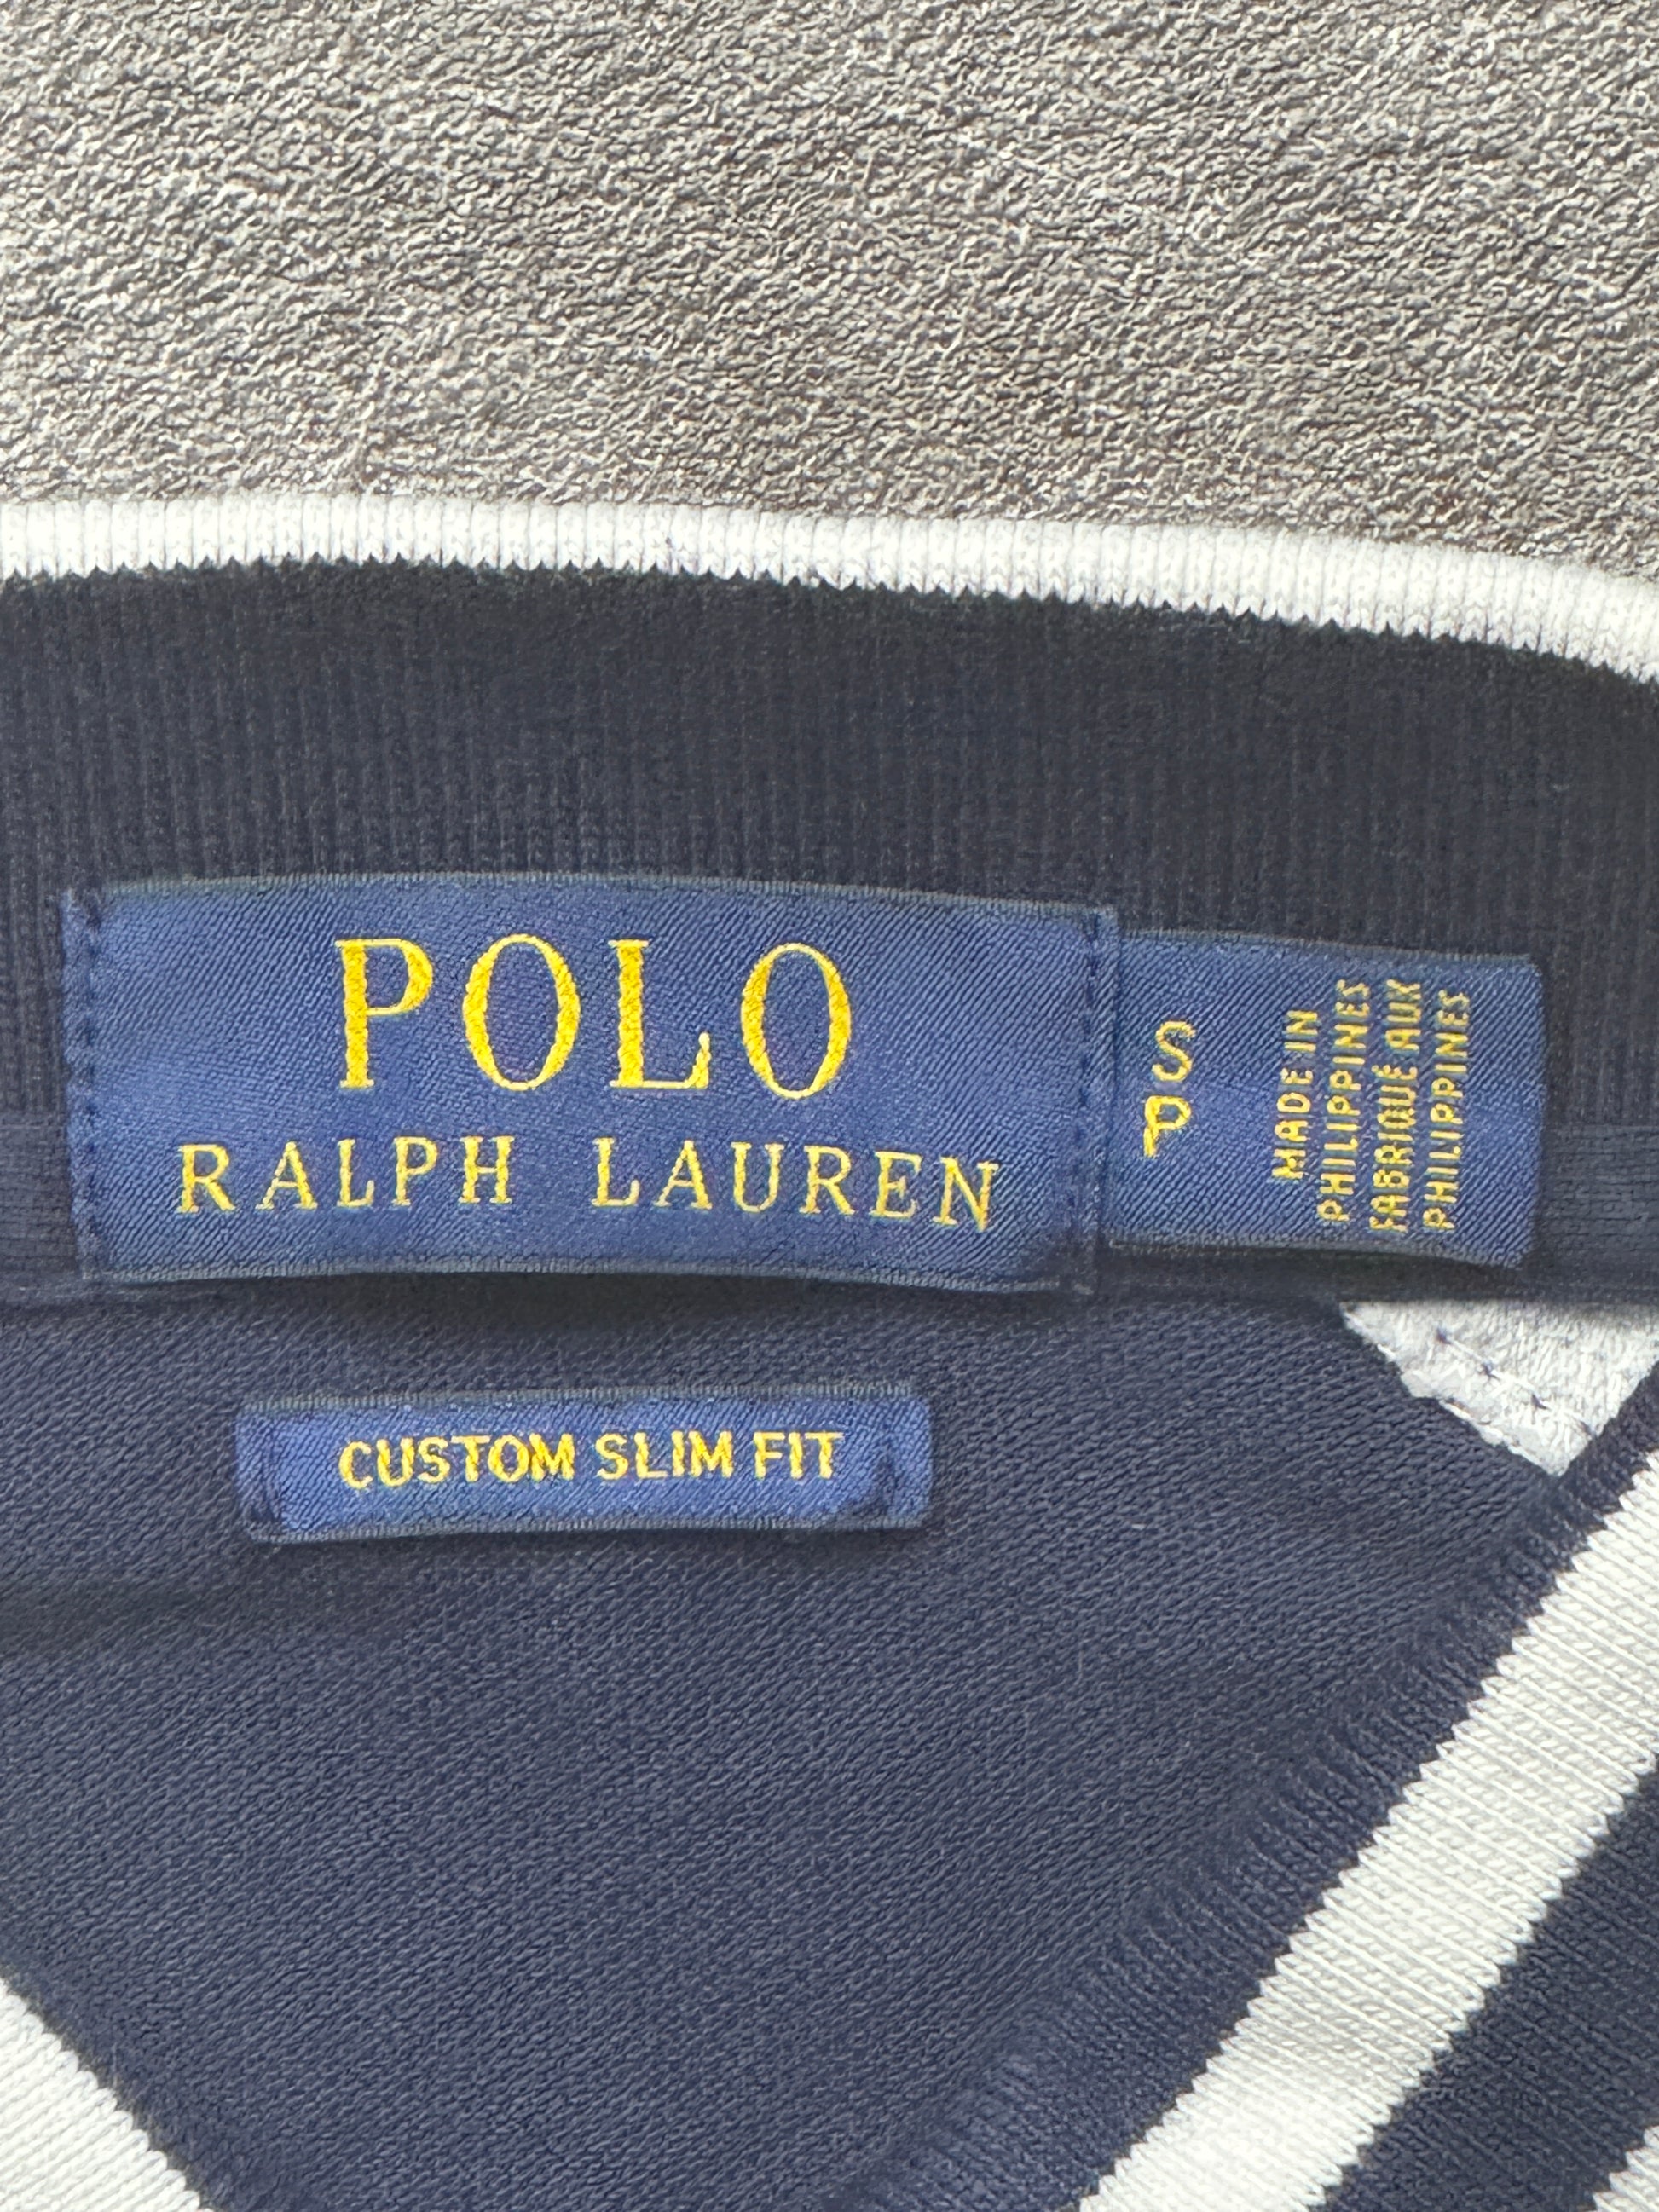 POLO
RALPH LAUREN
S
P
MADE IN
PHILIPPINES
FABRIQUÉ AUX
PHILIPPINES
CUSTOM SLIM FIT